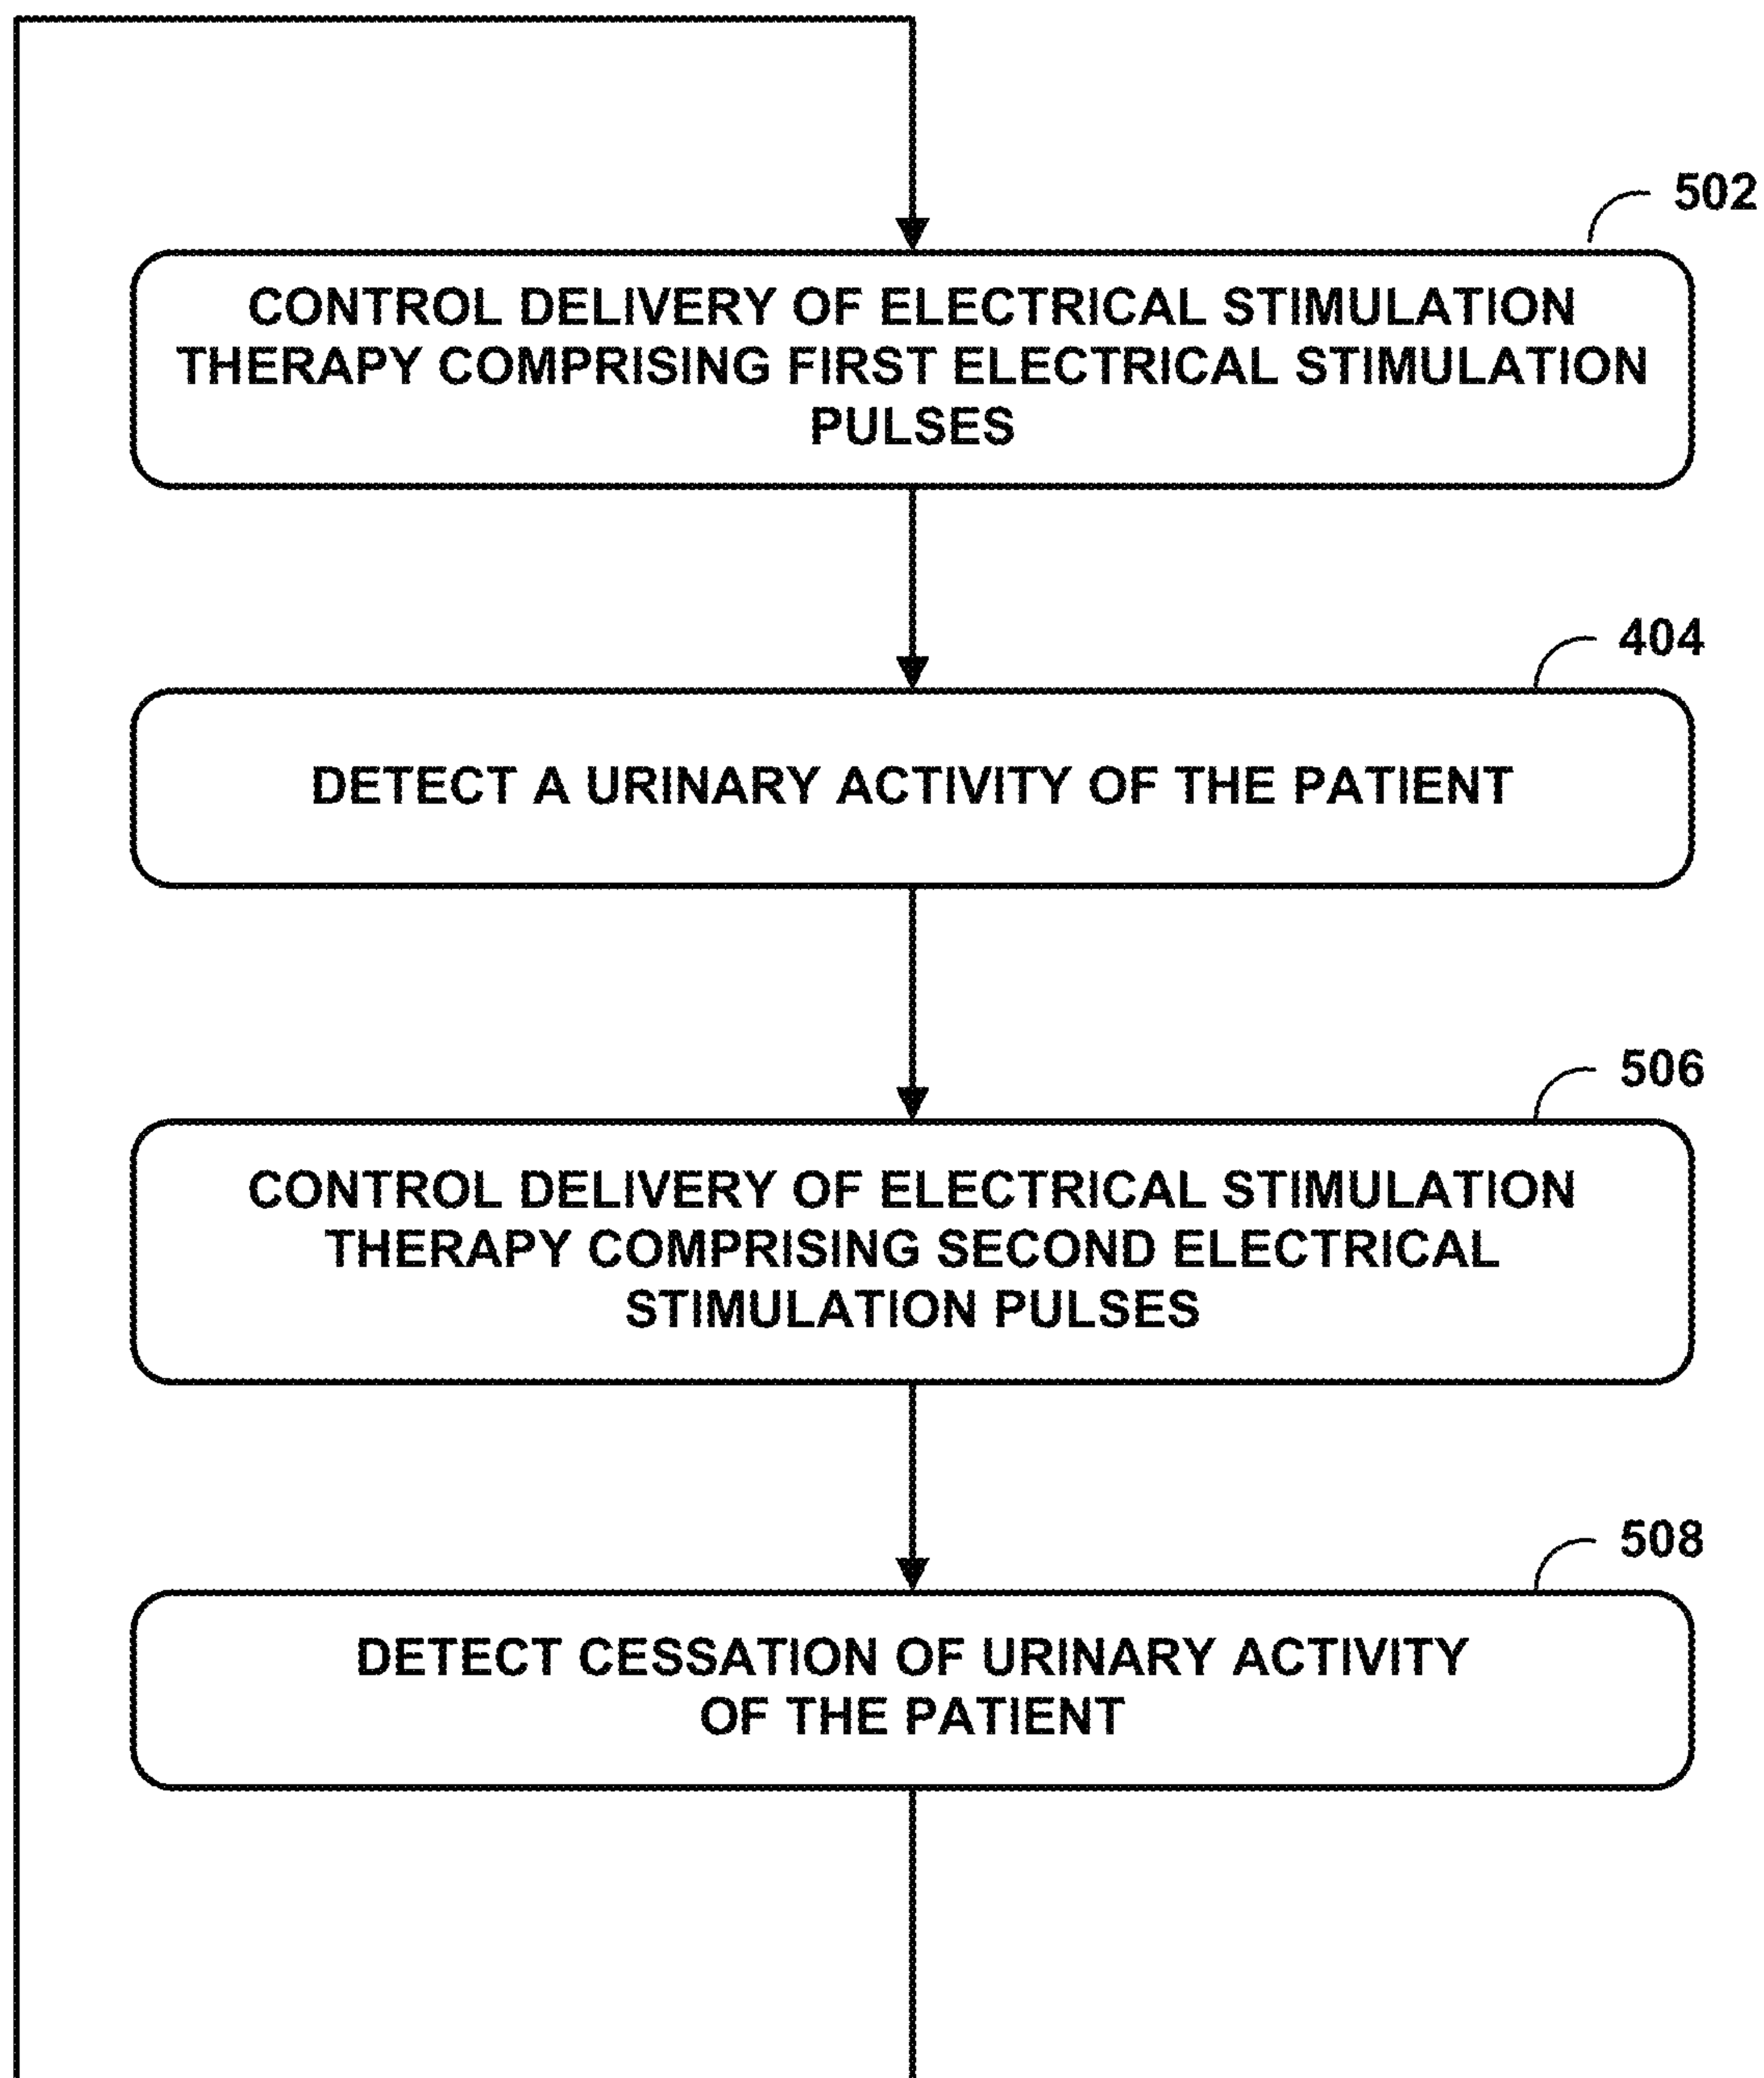 502
CONTROL DELIVERY OF ELECTRICAL STIMULATION
THERAPY COMPRISING FIRST ELECTRICAL STIMULATION
PULSES
404
DETECT A URINARY ACTIVITY OF THE PATIENT
506
CONTROL DELIVERY OF ELECTRICAL STIMULATION
THERAPY COMPRISING SECOND ELECTRICAL
STIMULATION PULSES
508
DETECT CESSATION OF URINARY ACTIVITY
OF THE PATIENT